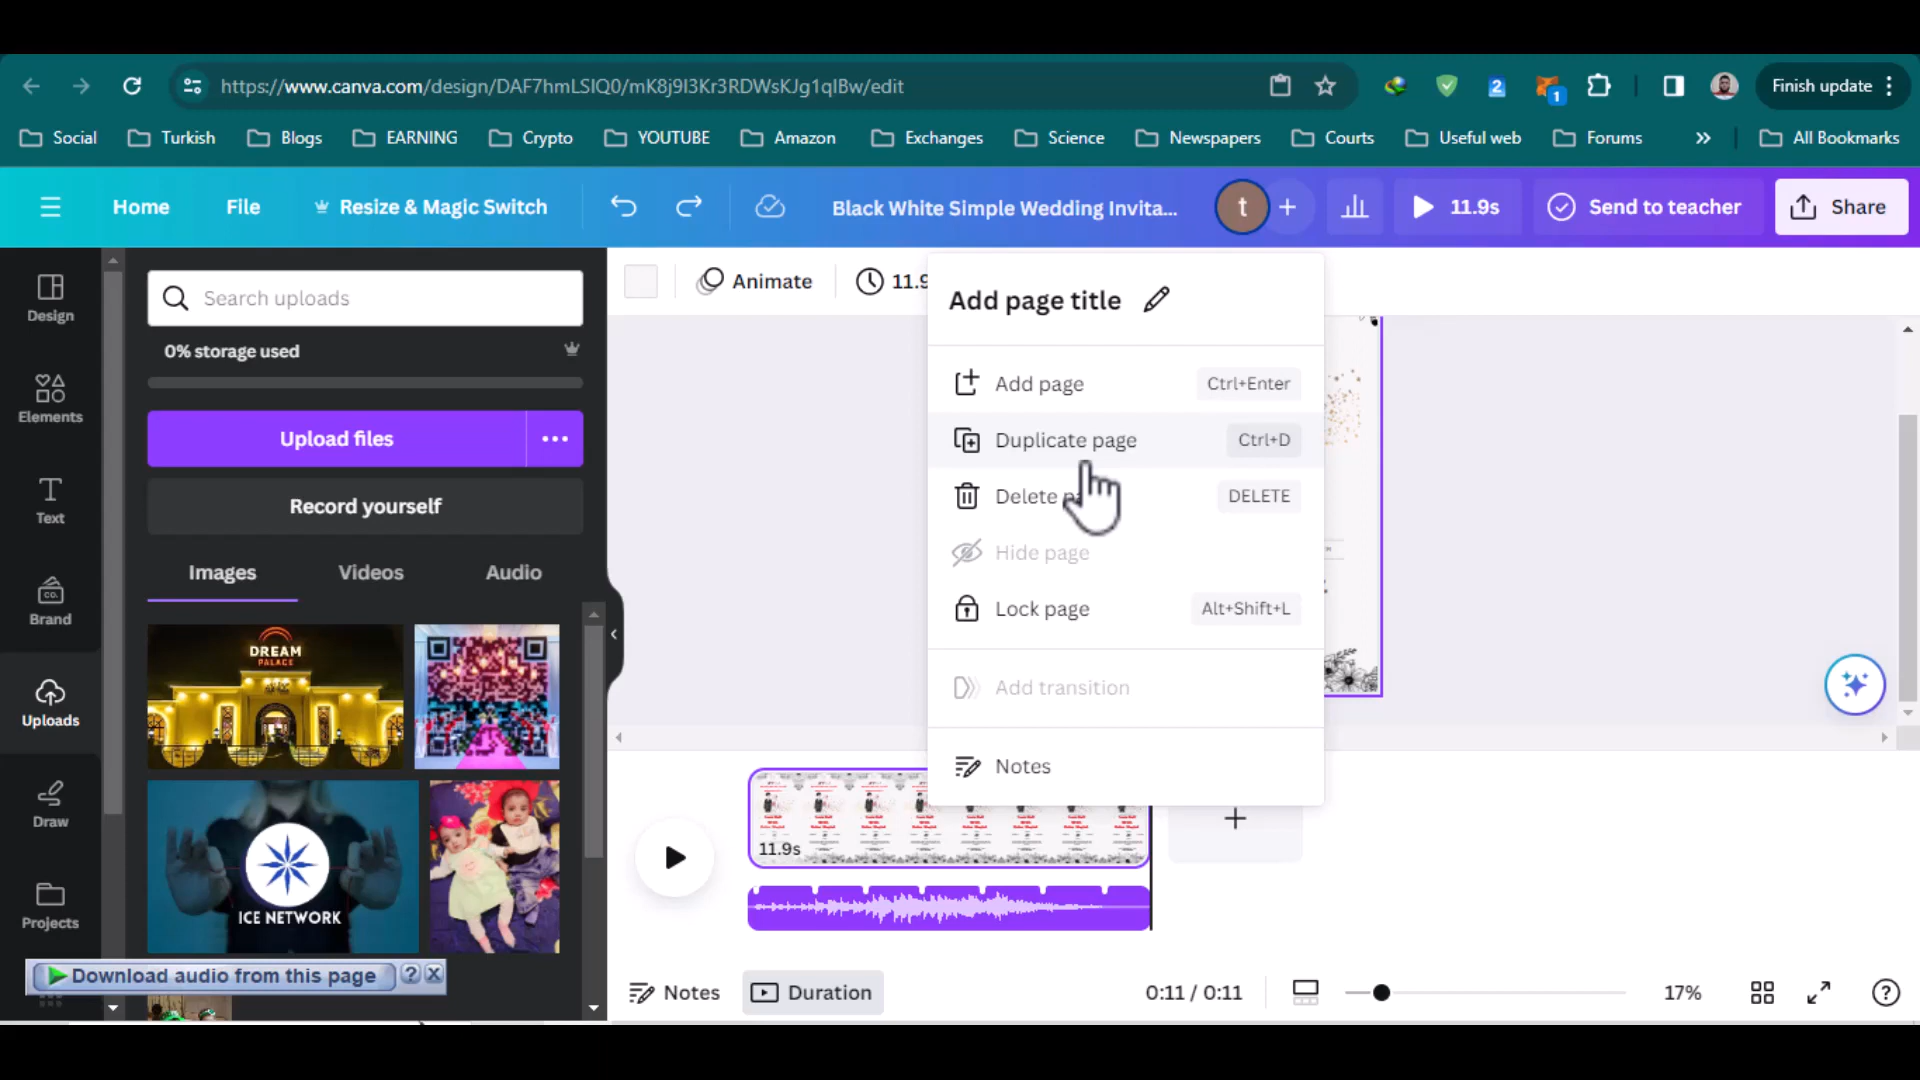 https://www.canva.com/design/DAF7hmLSIQ0/mK8j9I3Kr3RDWsKJg1qIBw/edit
2
1
Finish update
Social
Turkish
Blogs
EARNING
Crypto
YOUTUBE
Amazon
Exchanges
Science
Newspapers
Courts
Useful web
Forums
»
All Bookmarks
Home
File
Resize & Magic Switch
Black White Simple Wedding Invita...
t
+
11.9s
Send to teacher
Share
Design
Elements
Text
CO.
Brand
Uploads
Draw
Projects
Search uploads
0% storage used
Upload files
Record yourself
Images
Videos
Audio
DREAM
PALACE
ICE NETWORK
Download audio from this page
?
X
Animate
11.9
Add page title
Add page
Ctrl+Enter
Duplicate page
Ctrl+D
Delete
DELETE
Hide page
Lock page
Alt+Shift+L
Add transition
Notes
11.9s
+
Notes
Duration
0:11 / 0:11
17%
?